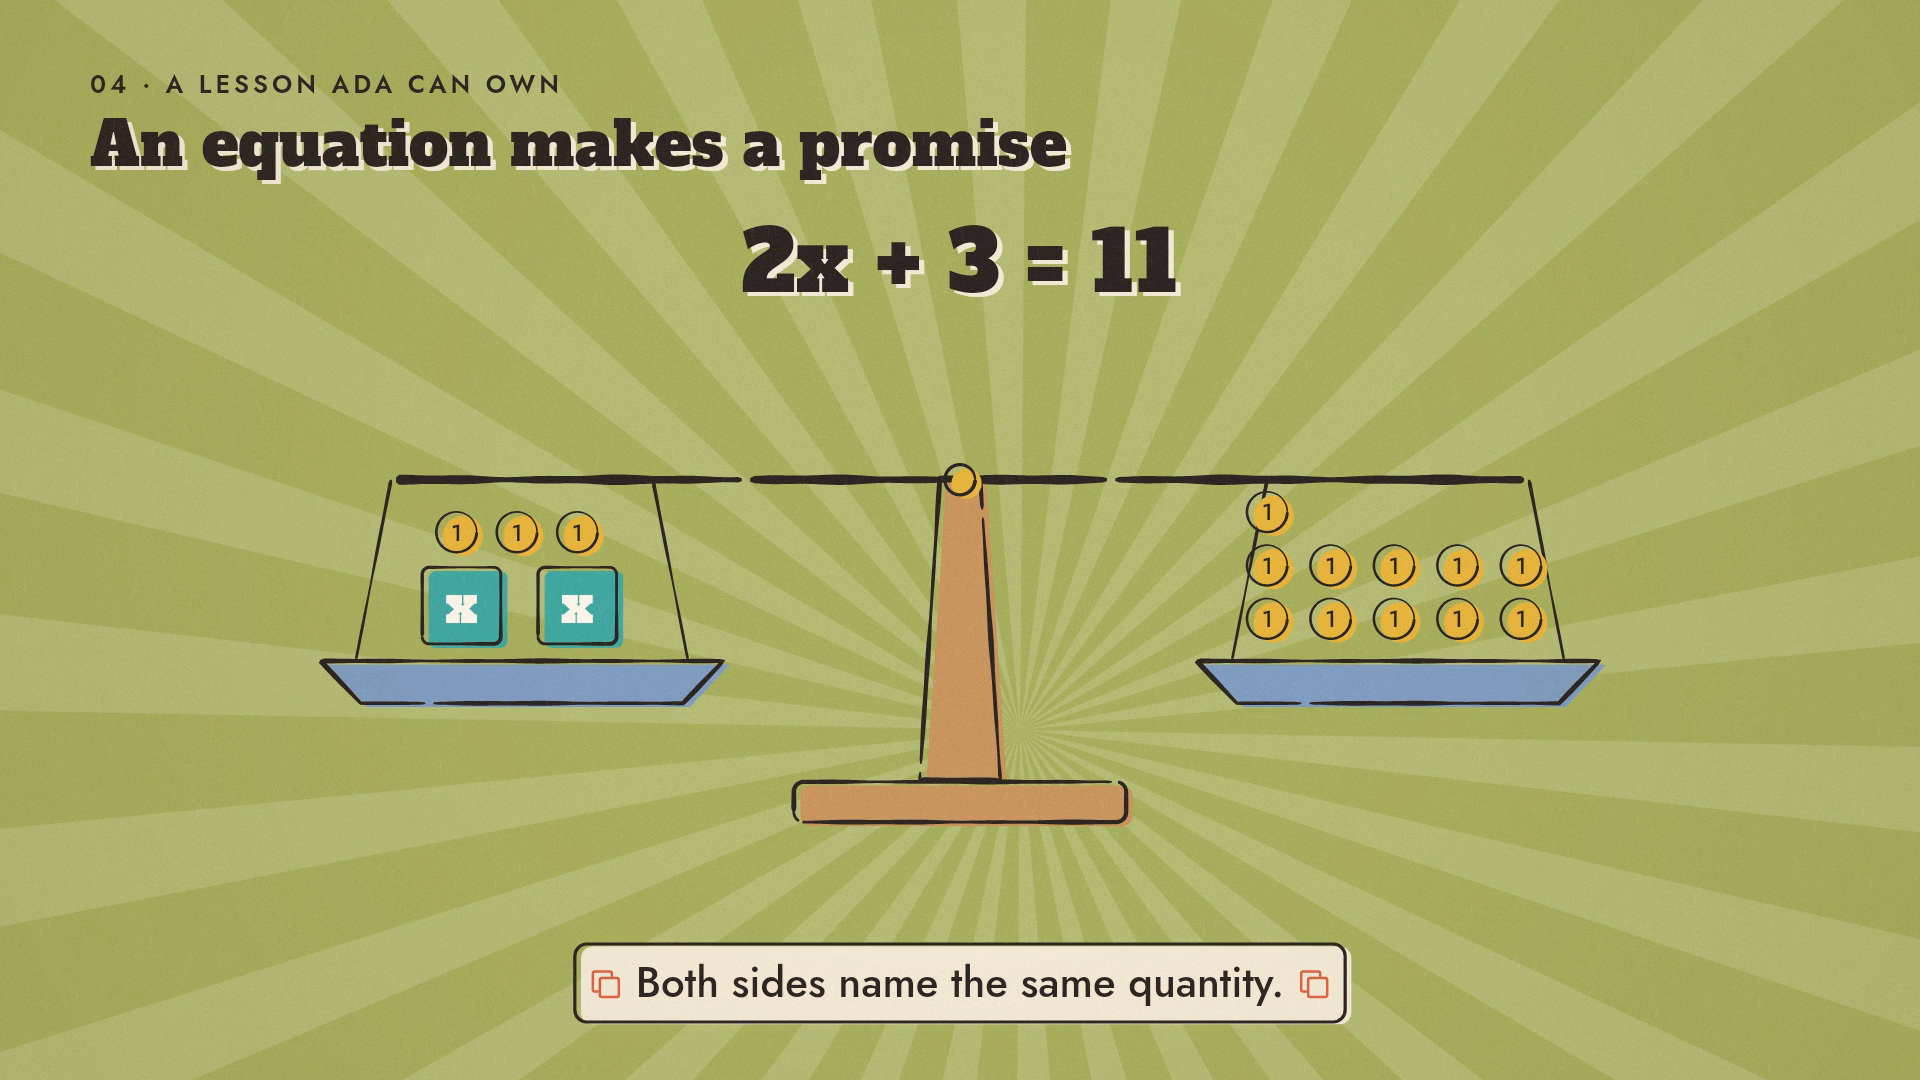 04 · A LESSON ADA CAN OWN
An equation makes a promise
2x + 3 = 11
1 1 1
x x
1
1 1 1 1 1
1 1 1 1 1
Both sides name the same quantity.